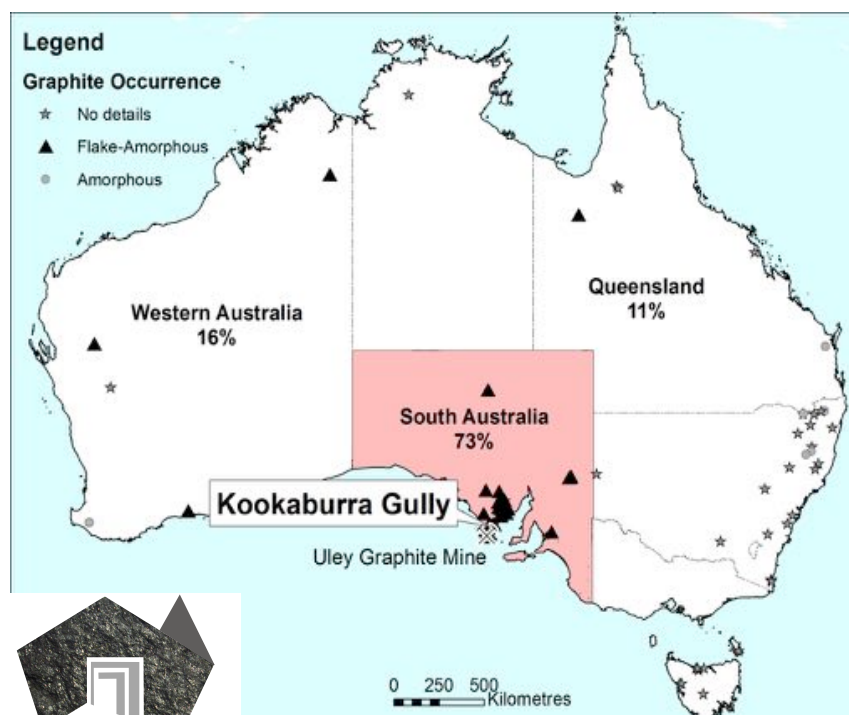 Legend
Graphite Occurrence
No details
Flake-Amorphous
Amorphous
Western Australia
16%
Queensland
11%
South Australia
73%
Kookaburra Gully
Uley Graphite Mine
0 250 500 Kilometres